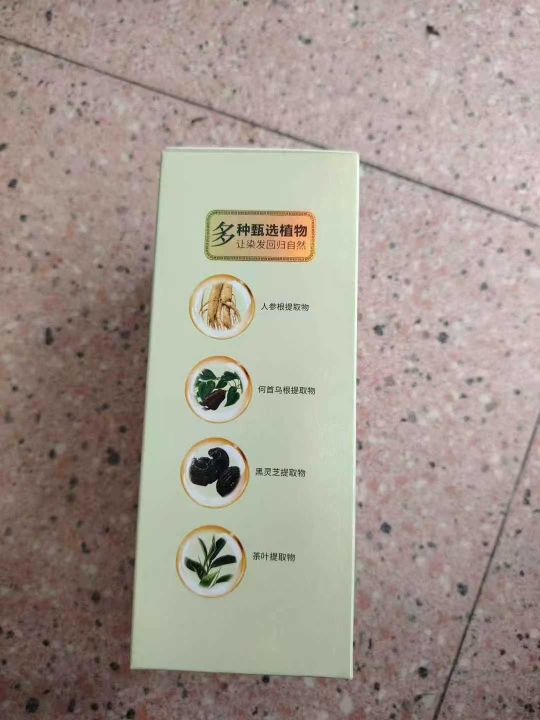 多种甄选植物
让染发回归自然
人参根提取物
何首乌根提取物
黑灵芝提取物
茶叶提取物